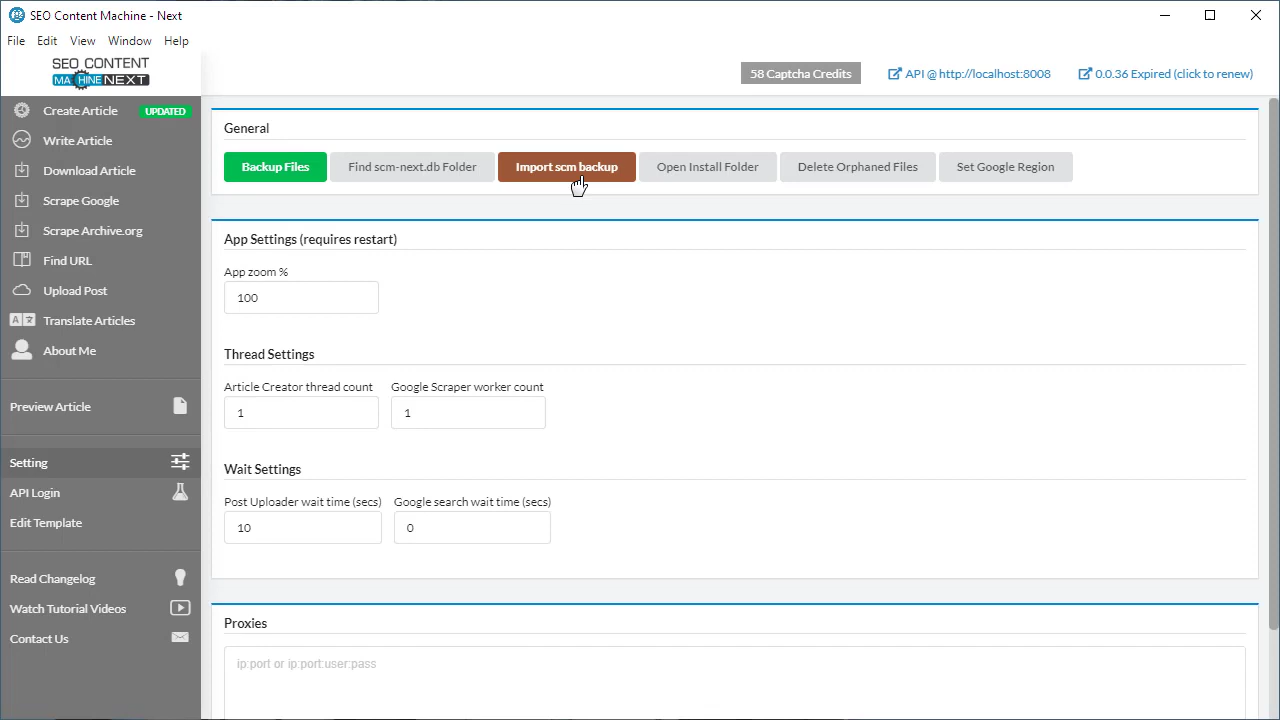 SEO Content Machine - Next
File Edit View Window Help
SEO CONTENT
MACHINE NEXT
58 Captcha Credits
API @ http://localhost:8008
0.0.36 Expired (click to renew)
Create Article UPDATED
Write Article
Download Article
Scrape Google
Scrape Archive.org
Find URL
Upload Post
Translate Articles
About Me
Preview Article
Setting
API Login
Edit Template
Read Changelog
Watch Tutorial Videos
Contact Us
General
Backup Files Find scm-next.db Folder Import scm backup Open Install Folder Delete Orphaned Files Set Google Region
App Settings (requires restart)
App zoom %
100
Thread Settings
Article Creator thread count Google Scraper worker count
1 1
Wait Settings
Post Uploader wait time (secs) Google search wait time (secs)
10 0
Proxies
ip:port or ip:port:user:pass